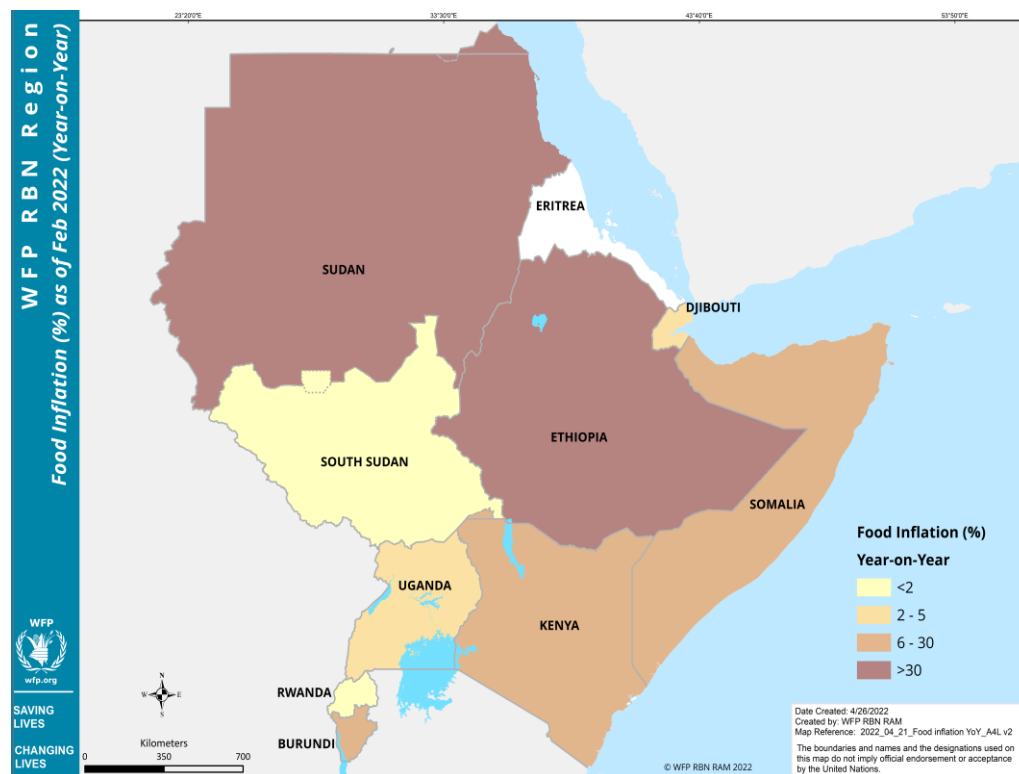 WFP RBN Region
Food Inflation (%) as of Feb 2022 (Year-on-Year)
23°20'0"E
33°30'0"E
43°40'0"E
53°50'0"E
ERITREA
SUDAN
DJIBOUTI
ETHIOPIA
SOUTH SUDAN
SOMALIA
UGANDA
KENYA
RWANDA
BURUNDI
Food Inflation (%)
Year-on-Year
<2
2 - 5
6 - 30
>30
WFP
wfp.org
SAVING
LIVES
CHANGING
LIVES
N
W E
S
Kilometers
0 350 700
© WFP RBN RAM 2022
Date Created: 4/26/2022
Created by: WFP RBN RAM
Map Reference: 2022_04_21_Food inflation YoY_A4L v2
The boundaries and names and the designations used on
this map do not imply official endorsement or acceptance
by the United Nations.